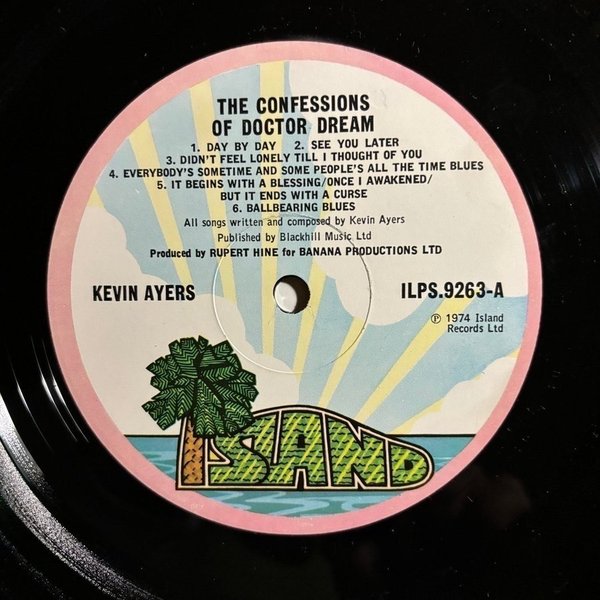 THE CONFESSIONS
OF DOCTOR DREAM
1. DAY BY DAY 2. SEE YOU LATER
3. DIDN'T FEEL LONELY TILL I THOUGHT OF YOU
4. EVERYBODY'S SOMETIME AND SOME PEOPLE'S ALL THE TIME BLUES
5. IT BEGINS WITH A BLESSING/ONCE I AWAKENED/
BUT IT ENDS WITH A CURSE
6. BALLBEARING BLUES
All songs written and composed by Kevin Ayers
Published by Blackhill Music Ltd
Produced by RUPERT HINE for BANANA PRODUCTIONS LTD
KEVIN AYERS
ILPS.9263-A
℗ 1974 Island
Records Ltd
ISLAND